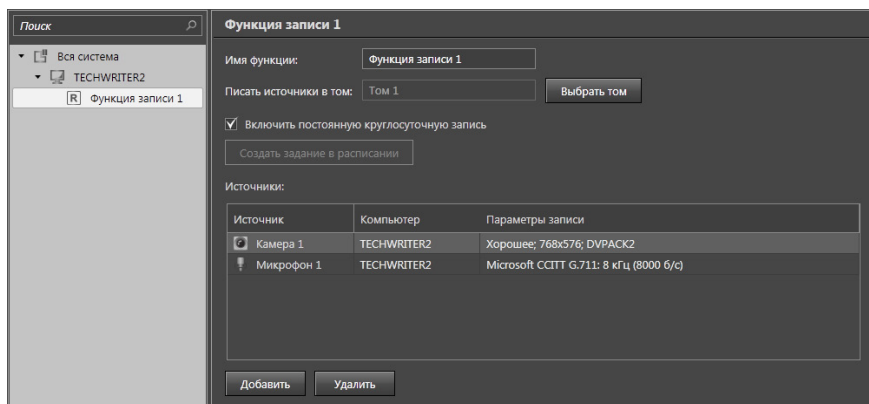 Поиск
Вся система
TECHWRITER2
R Функция записи 1
Функция записи 1
Имя функции: Функция записи 1
Писать источники в том: Том 1 Выбрать том
Включить постоянную круглосуточную запись
Создать задание в расписании
Источники:
Источник Компьютер Параметры записи
Камера 1 TECHWRITER2 Хорошее; 768x576; DVPACK2
Микрофон 1 TECHWRITER2 Microsoft CCITT G.711: 8 кГц (8000 б/с)
Добавить Удалить